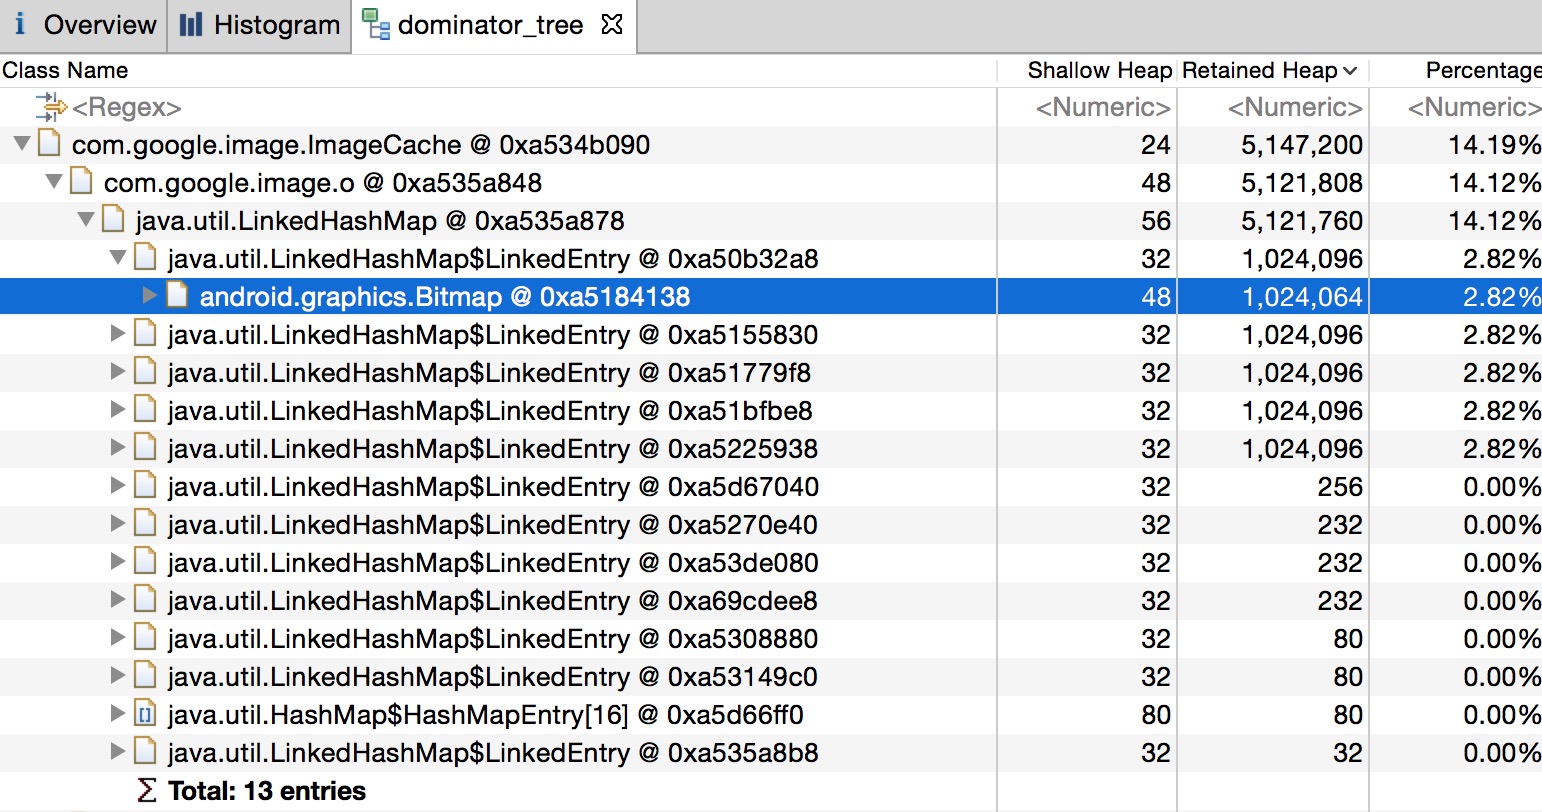 Overview Histogram dominator_tree
Class Name Shallow Heap Retained Heap Percentage
<Regex> <Numeric> <Numeric> <Numeric>
com.google.image.ImageCache @ 0xa534b090 24 5,147,200 14.19%
com.google.image.o @ 0xa535a848 48 5,121,808 14.12%
java.util.LinkedHashMap @ 0xa535a878 56 5,121,760 14.12%
java.util.LinkedHashMap$LinkedEntry @ 0xa50b32a8 32 1,024,096 2.82%
android.graphics.Bitmap @ 0xa5184138 48 1,024,064 2.82%
java.util.LinkedHashMap$LinkedEntry @ 0xa5155830 32 1,024,096 2.82%
java.util.LinkedHashMap$LinkedEntry @ 0xa51779f8 32 1,024,096 2.82%
java.util.LinkedHashMap$LinkedEntry @ 0xa51bfbe8 32 1,024,096 2.82%
java.util.LinkedHashMap$LinkedEntry @ 0xa5225938 32 1,024,096 2.82%
java.util.LinkedHashMap$LinkedEntry @ 0xa5d67040 32 256 0.00%
java.util.LinkedHashMap$LinkedEntry @ 0xa5270e40 32 232 0.00%
java.util.LinkedHashMap$LinkedEntry @ 0xa53de080 32 232 0.00%
java.util.LinkedHashMap$LinkedEntry @ 0xa69cdee8 32 232 0.00%
java.util.LinkedHashMap$LinkedEntry @ 0xa5308880 32 80 0.00%
java.util.LinkedHashMap$LinkedEntry @ 0xa53149c0 32 80 0.00%
java.util.HashMap$HashMapEntry[16] @ 0xa5d66ff0 80 80 0.00%
java.util.LinkedHashMap$LinkedEntry @ 0xa535a8b8 32 32 0.00%
Σ Total: 13 entries